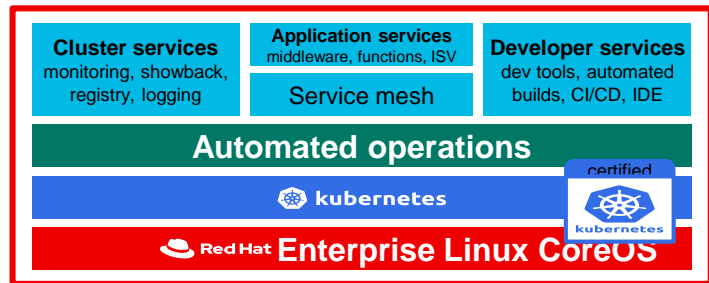 Cluster services
monitoring, showback,
registry, logging
Application services
middleware, functions, ISV
Service mesh
Developer services
dev tools, automated
builds, CI/CD, IDE
Automated operations
certified
kubernetes
kubernetes
Red Hat Enterprise Linux CoreOS